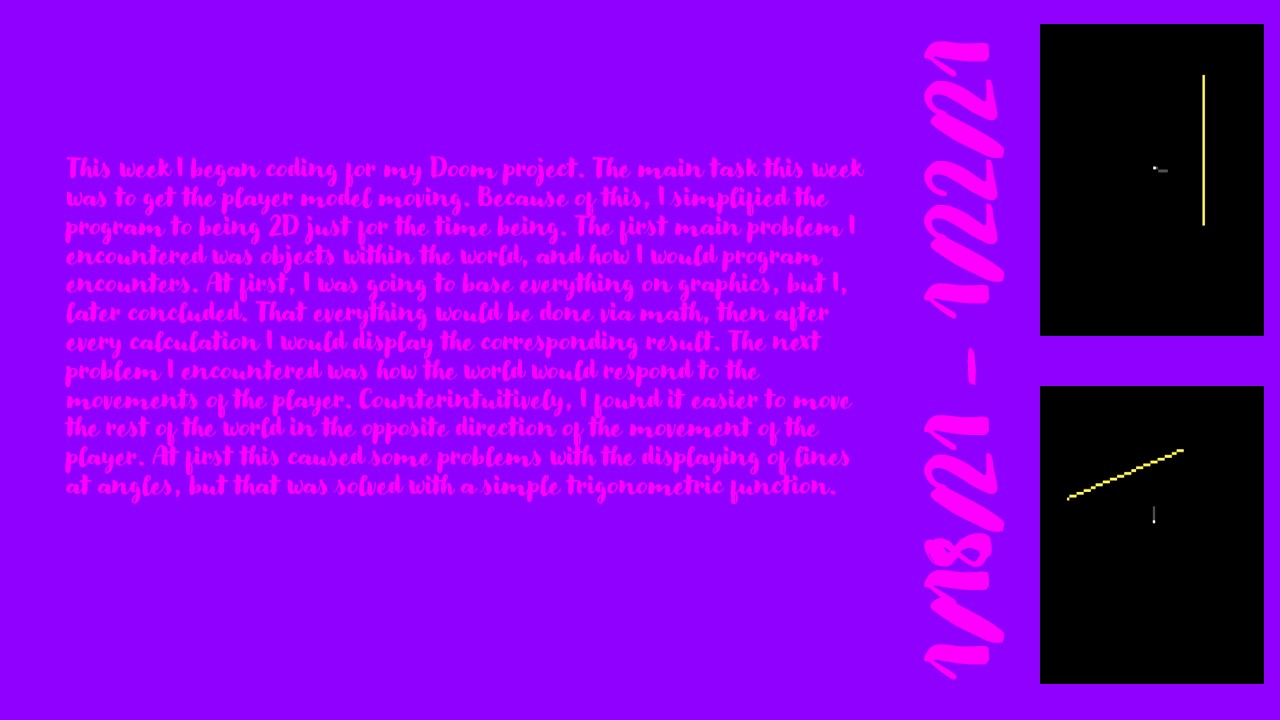 This week I began coding for my Doom project. The main task this week
was to get the player model moving. Because of this, I simplified the
program to being 2D just for the time being. The first main problem I
encountered was objects within the world, and how I would program
encounters. At first, I was going to base everything on graphics, but I,
later concluded. That everything would be done via math, then after
every calculation I would display the corresponding result. The next
problem I encountered was how the world would respond to the
movements of the player. Counterintuitively, I found it easier to move
the rest of the world in the opposite direction of the movement of the
player. At first this caused some problems with the displaying of lines
at angles, but that was solved with a simple trigonometric function.
1/18/21 - 1/22/21